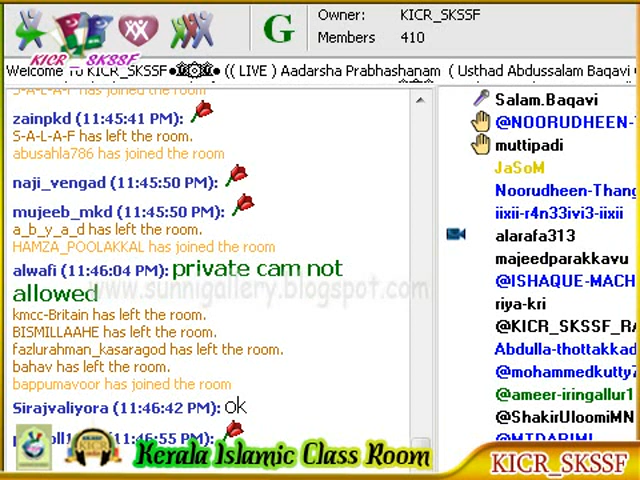 Owner: KICR_SKSSF
Members 410
G
KICR_SKSSF
Welcome To KICR_SKSSF (( LIVE ) Aadarsha Prabhashanam ( Usthad Abdussalam Baqavi
S-A-L-A-F has joined the room
zainpkd (11:45:41 PM):
S-A-L-A-F has left the room.
abusahla786 has joined the room
naji_vengad (11:45:50 PM):
mujeeb_mkd (11:45:50 PM):
a_b_y_a_d has left the room.
HAMZA_POOLAKKAL has joined the room
alwafi (11:46:04 PM): private cam not
allowed
www.sunnigallery.blogspot.com
kmcc-Britain has left the room.
BISMILLAAHE has left the room.
fazlurahman_kasaragod has left the room.
bahav has left the room.
bappumavoor has joined the room
Sirajvaliyora (11:46:42 PM): ok
11:46:55 PM):
Salam.Baqavi
@NOORUDHEEN-
muttipadi
JaSoM
Noorudheen-Thang
iixii-r4n33ivi3-iixii
alarafa313
majeedparakkavu
@ISHAQUE-MACH
riya-kri
@KICR_SKSSF_RA
Abdulla-thottakkad
@mohammedkutty7
@ameer-iringallur1
@ShakirUloomiMN
@MIDARIMI
Kerala Islamic Class Room
KICR_SKSSF